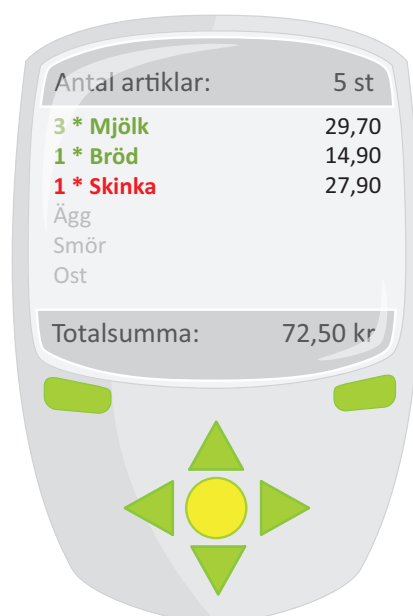 Antal artiklar: 5 st
3 * Mjölk 29,70
1 * Bröd 14,90
1 * Skinka 27,90
Ägg
Smör
Ost
Totalsumma: 72,50 kr